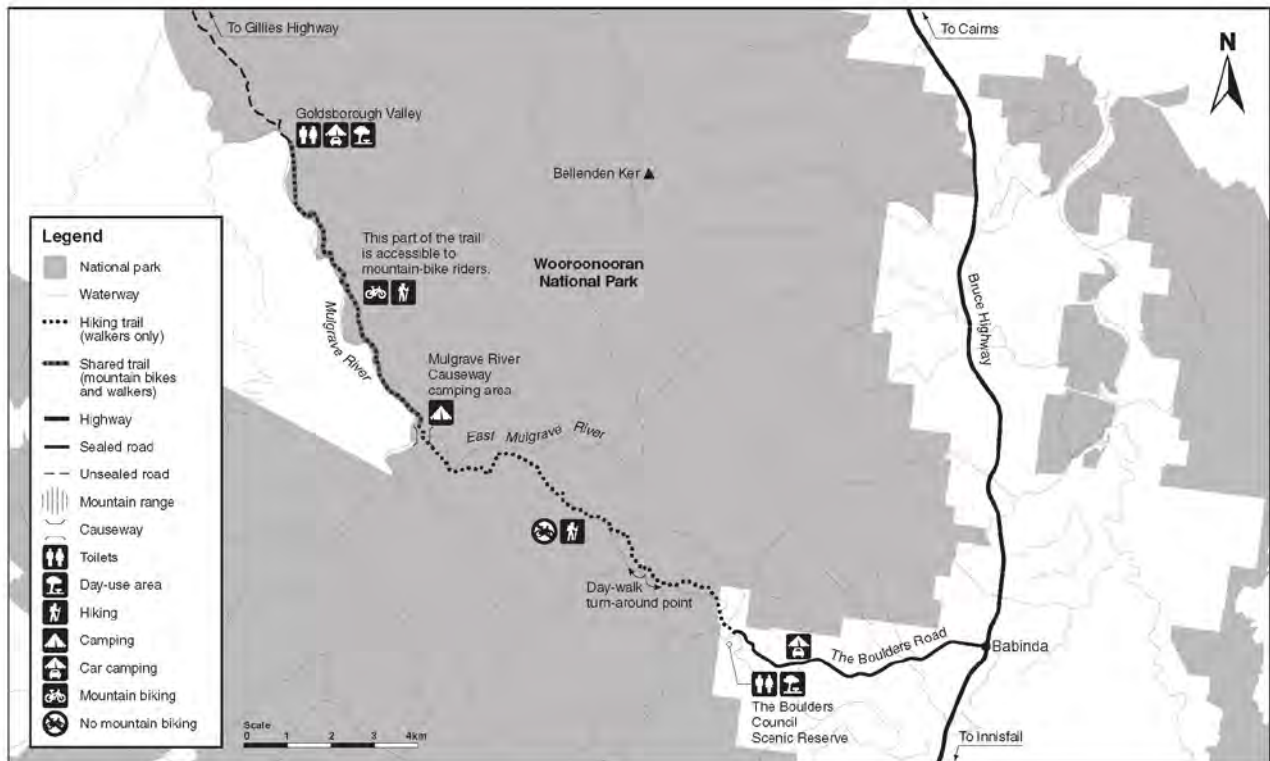 To Gillies Highway
To Cairns
N
Goldsborough Valley
Bellenden Ker
This part of the trail
is accessible to
mountain-bike riders.
Wooroonooran
National Park
Mulgrave River
Bruce Highway
Mulgrave River
Causeway
camping area
East Mulgrave River
Day-walk
turn-around point
The Boulders Road
Babinda
The Boulders
Council
Scenic Reserve
To Innisfail
Legend
National park
Waterway
Hiking trail
(walkers only)
Shared trail
(mountain bikes
and walkers)
Highway
Sealed road
Unsealed road
Mountain range
Causeway
Toilets
Day-use area
Hiking
Camping
Car camping
Mountain biking
No mountain biking
Scale
0 1 2 3 4km